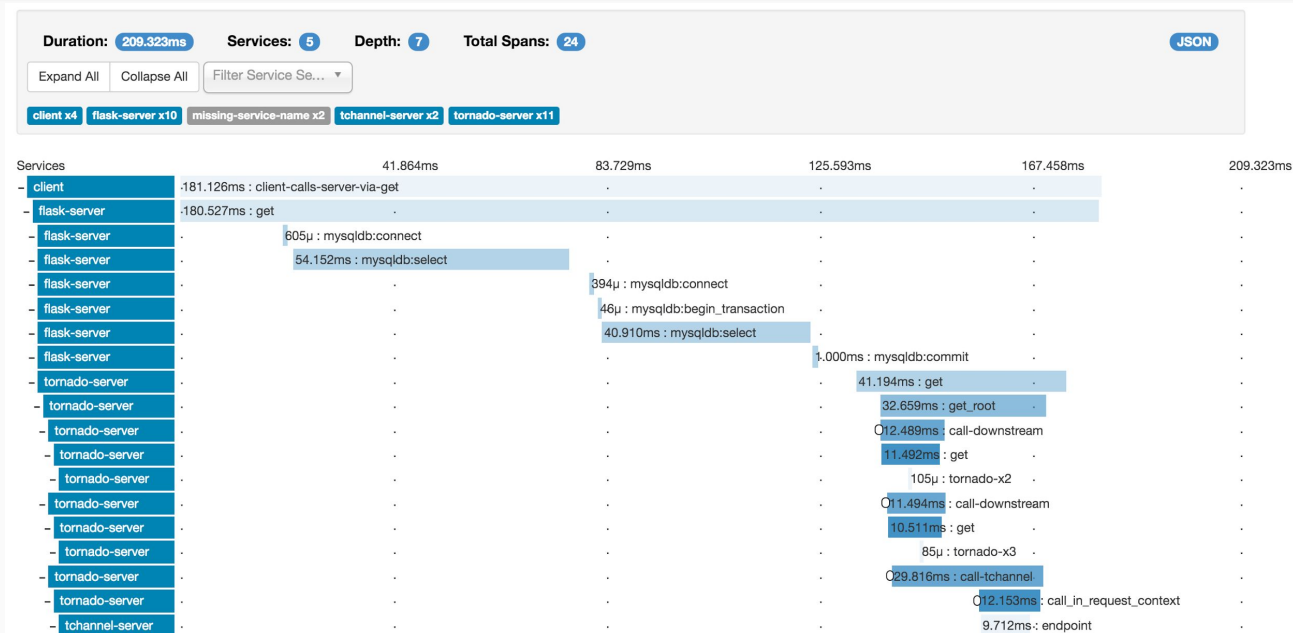 Duration: 209.323ms Services: 5 Depth: 7 Total Spans: 24 JSON
Expand All Collapse All Filter Service Se...
client x4 flask-server x10 missing-service-name x2 tchannel-server x2 tornado-server x11
Services 41.864ms 83.729ms 125.593ms 167.458ms 209.323ms
– client 181.126ms : client-calls-server-via-get
– flask-server 180.527ms : get
– flask-server 605μ : mysqldb:connect
– flask-server 54.152ms : mysqldb:select
– flask-server 394μ : mysqldb:connect
– flask-server 46μ : mysqldb:begin_transaction
– flask-server 40.910ms : mysqldb:select
– flask-server 1.000ms : mysqldb:commit
– tornado-server 41.194ms : get
– tornado-server 32.659ms : get_root
– tornado-server 12.489ms : call-downstream
– tornado-server 11.492ms : get
– tornado-server 105μ : tornado-x2
– tornado-server 11.494ms : call-downstream
– tornado-server 10.511ms : get
– tornado-server 85μ : tornado-x3
– tornado-server 29.816ms : call-tchannel
– tornado-server 12.153ms : call_in_request_context
– tchannel-server 9.712ms : endpoint